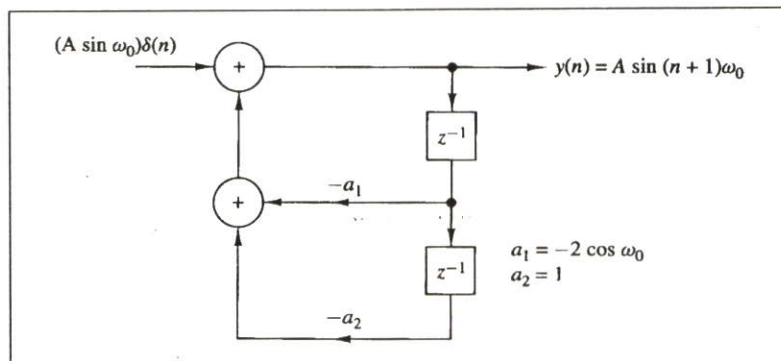 (A sin ω₀)δ(n)
+
y(n) = A sin (n + 1)ω₀
z⁻¹
+
−a₁
z⁻¹
a₁ = −2 cos ω₀
a₂ = 1
−a₂